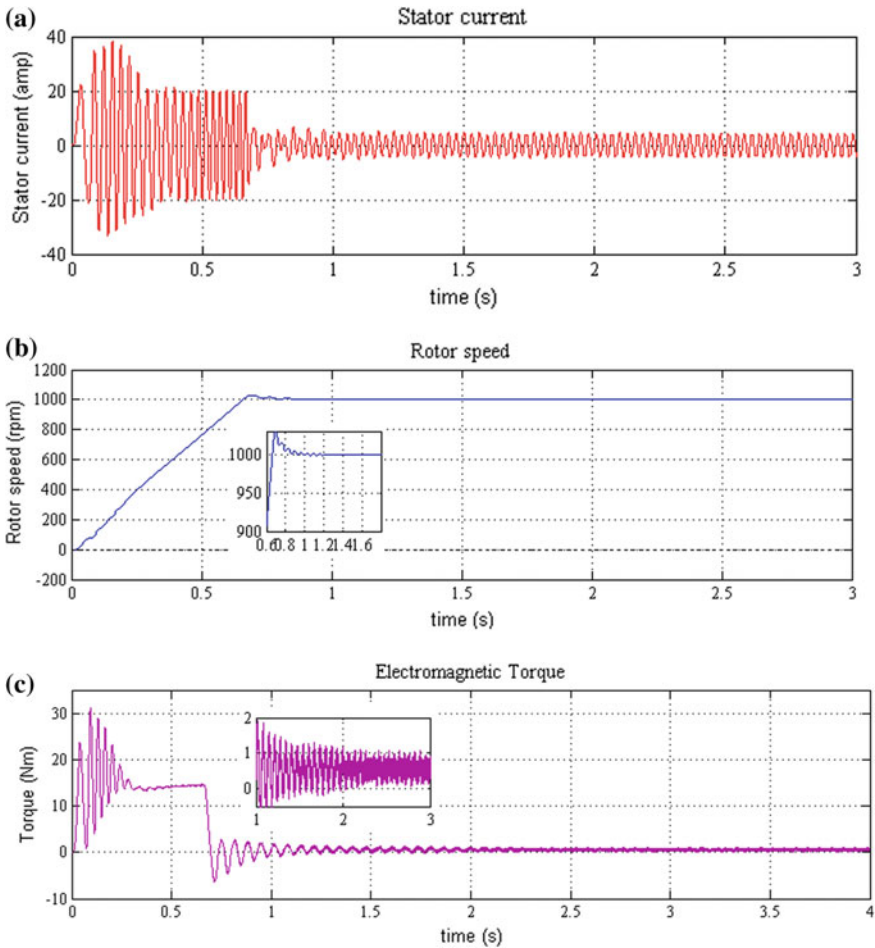 (a)
Stator current
Stator current (amp)
40
20
0
-20
-40
0 0.5 1 1.5 2 2.5 3
time (s)
(b)
Rotor speed
Rotor speed (rpm)
1200
1000
800
600
400
200
0
-200
1000
950
900
0.6 0.8 1 1.2 1.4 1.6
0 0.5 1 1.5 2 2.5 3
time (s)
(c)
Electromagnetic Torque
Torque (Nm)
30
20
10
0
-10
2
1
0
1 2 3
0 0.5 1 1.5 2 2.5 3 3.5 4
time (s)